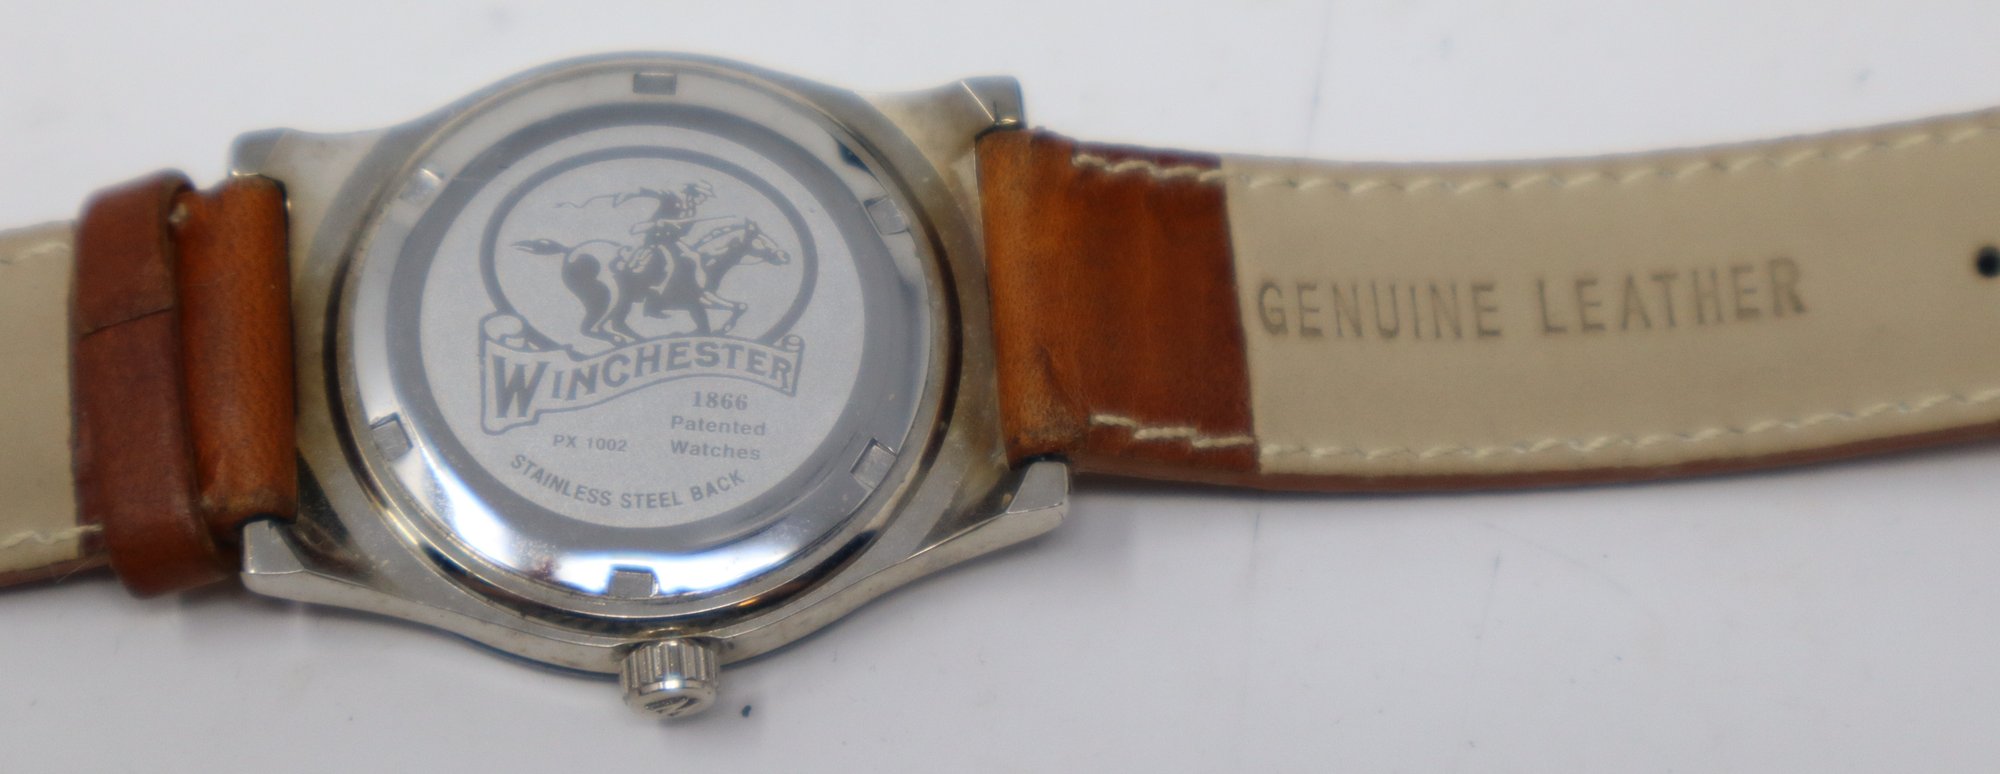 WINCHESTER
1866
Patented
Watches
PX 1002
STAINLESS STEEL BACK
GENUINE LEATHER